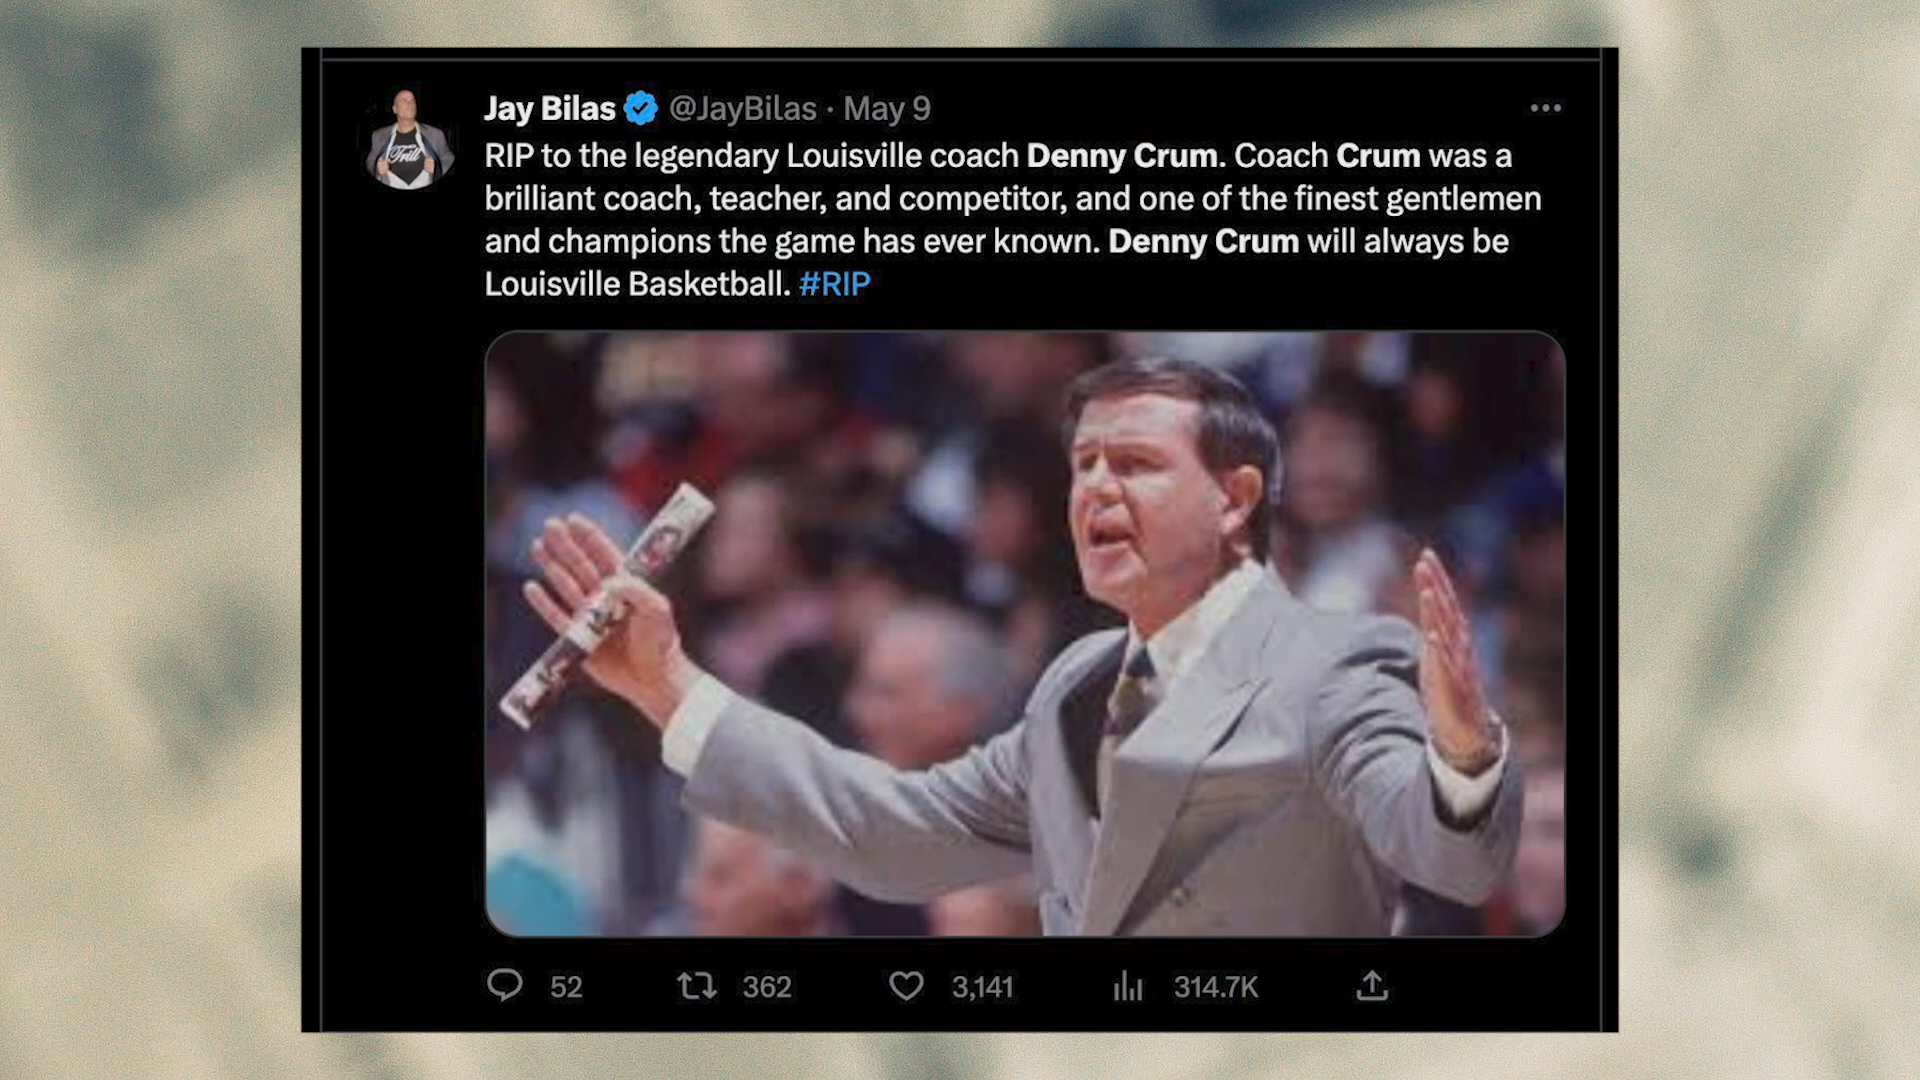 Jay Bilas @JayBilas · May 9
RIP to the legendary Louisville coach Denny Crum. Coach Crum was a
brilliant coach, teacher, and competitor, and one of the finest gentlemen
and champions the game has ever known. Denny Crum will always be
Louisville Basketball. #RIP
Trill
52 362 3,141 314.7K